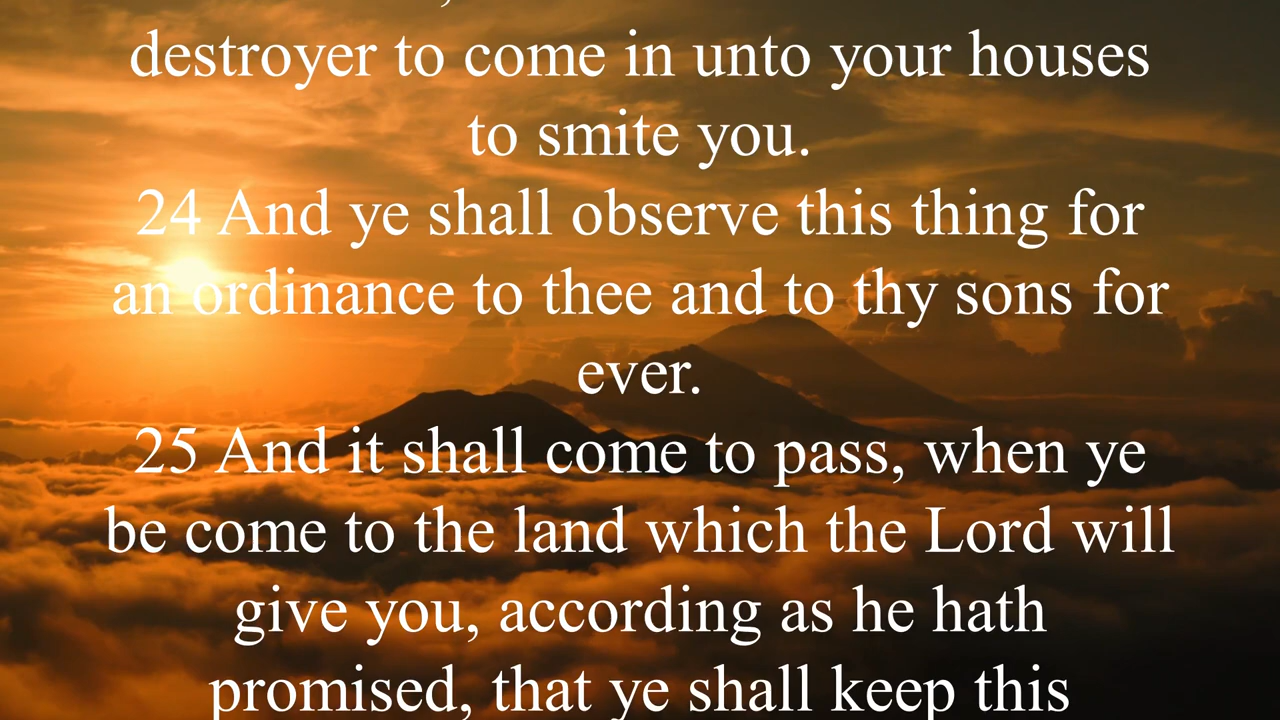 destroyer to come in unto your houses
to smite you.
24 And ye shall observe this thing for
an ordinance to thee and to thy sons for
ever.
25 And it shall come to pass, when ye
be come to the land which the Lord will
give you, according as he hath
promised, that ye shall keep this